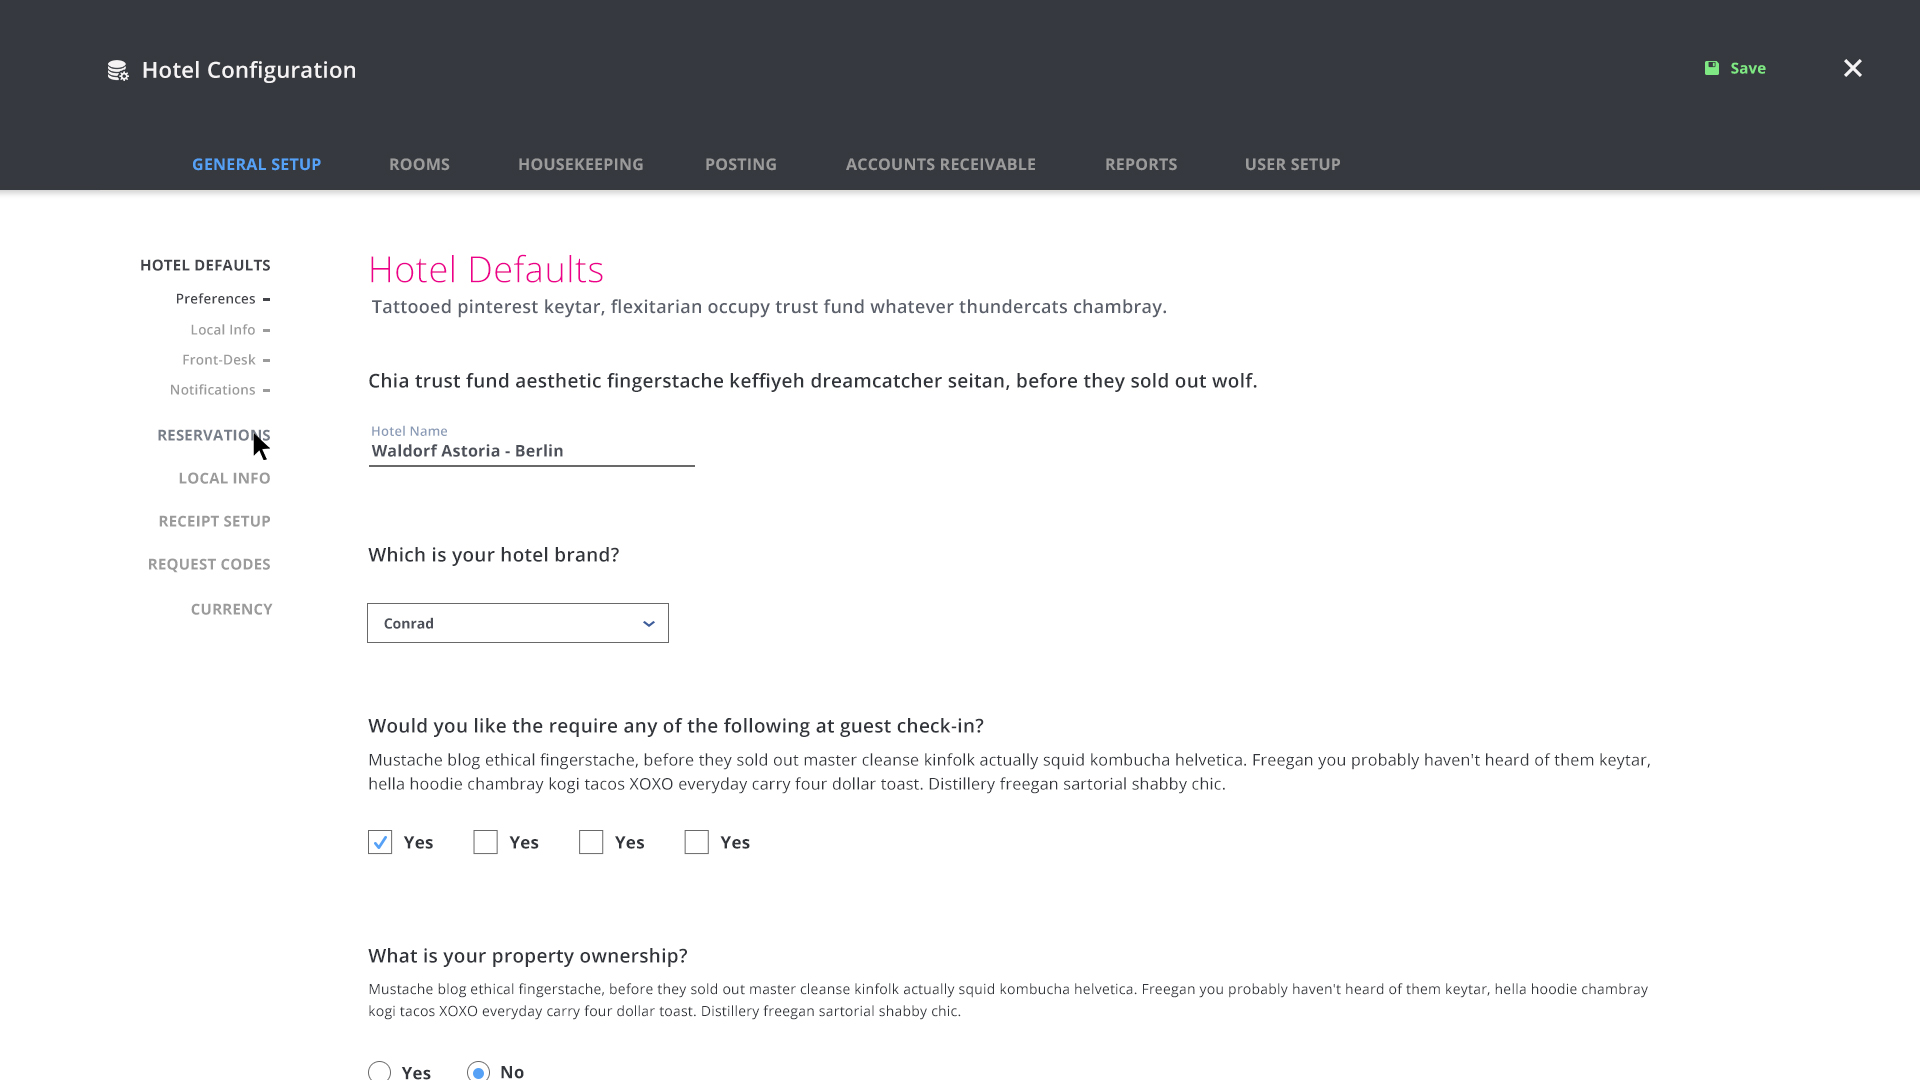 Hotel Configuration
Save
GENERAL SETUP ROOMS HOUSEKEEPING POSTING ACCOUNTS RECEIVABLE REPORTS USER SETUP
HOTEL DEFAULTS
Preferences
Local Info
Front-Desk
Notifications
RESERVATIONS
LOCAL INFO
RECEIPT SETUP
REQUEST CODES
CURRENCY
Hotel Defaults
Tattooed pinterest keytar, flexitarian occupy trust fund whatever thundercats chambray.
Chia trust fund aesthetic fingerstache keffiyeh dreamcatcher seitan, before they sold out wolf.
Hotel Name
Waldorf Astoria - Berlin
Which is your hotel brand?
Conrad
Would you like the require any of the following at guest check-in?
Mustache blog ethical fingerstache, before they sold out master cleanse kinfolk actually squid kombucha helvetica. Freegan you probably haven't heard of them keytar,
hella hoodie chambray kogi tacos XOXO everyday carry four dollar toast. Distillery freegan sartorial shabby chic.
Yes Yes Yes Yes
What is your property ownership?
Mustache blog ethical fingerstache, before they sold out master cleanse kinfolk actually squid kombucha helvetica. Freegan you probably haven't heard of them keytar, hella hoodie chambray
kogi tacos XOXO everyday carry four dollar toast. Distillery freegan sartorial shabby chic.
Yes No